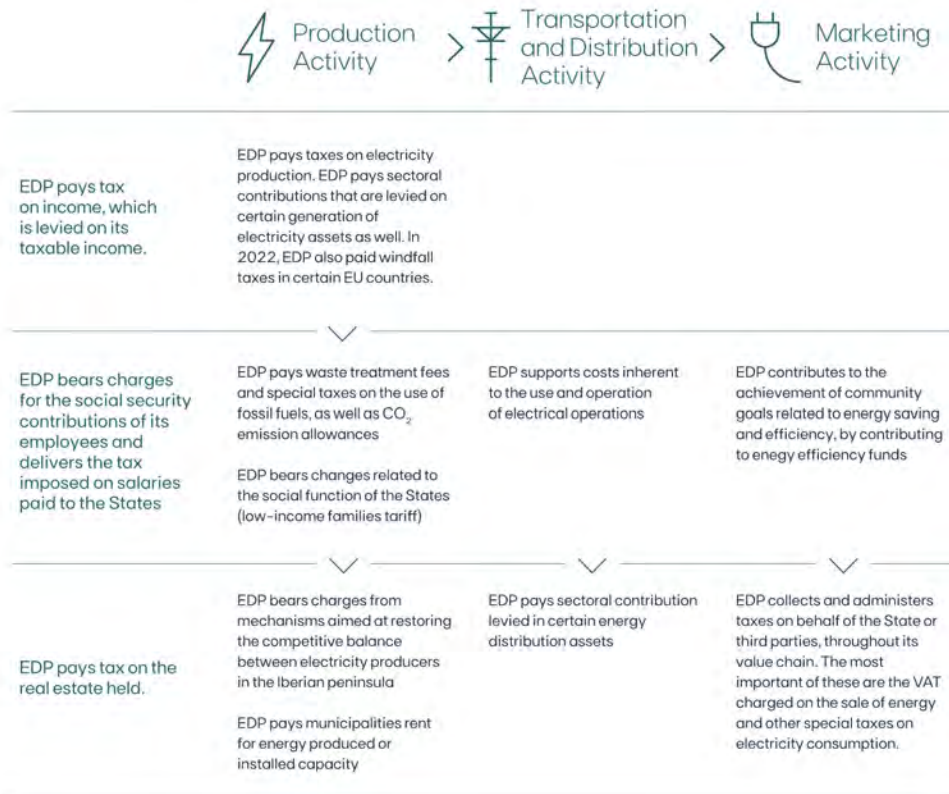 Production
Activity
Transportation
and Distribution
Activity
Marketing
Activity
EDP pays tax
on income, which
is levied on its
taxable income.
EDP pays taxes on electricity
production. EDP pays sectoral
contributions that are levied on
certain generation of
electricity assets as well. In
2022, EDP also paid windfall
taxes in certain EU countries.
EDP bears charges
for the social security
contributions of its
employees and
delivers the tax
imposed on salaries
paid to the States
EDP pays waste treatment fees
and special taxes on the use of
fossil fuels, as well as CO₂
emission allowances
EDP bears changes related to
the social function of the States
(low-income families tariff)
EDP supports costs inherent
to the use and operation
of electrical operations
EDP contributes to the
achievement of community
goals related to energy saving
and efficiency, by contributing
to enegy efficiency funds
EDP pays tax on the
real estate held.
EDP bears charges from
mechanisms aimed at restoring
the competitive balance
between electricity producers
in the Iberian peninsula
EDP pays municipalities rent
for energy produced or
installed capacity
EDP pays sectoral contribution
levied in certain energy
distribution assets
EDP collects and administers
taxes on behalf of the State or
third parties, throughout its
value chain. The most
important of these are the VAT
charged on the sale of energy
and other special taxes on
electricity consumption.